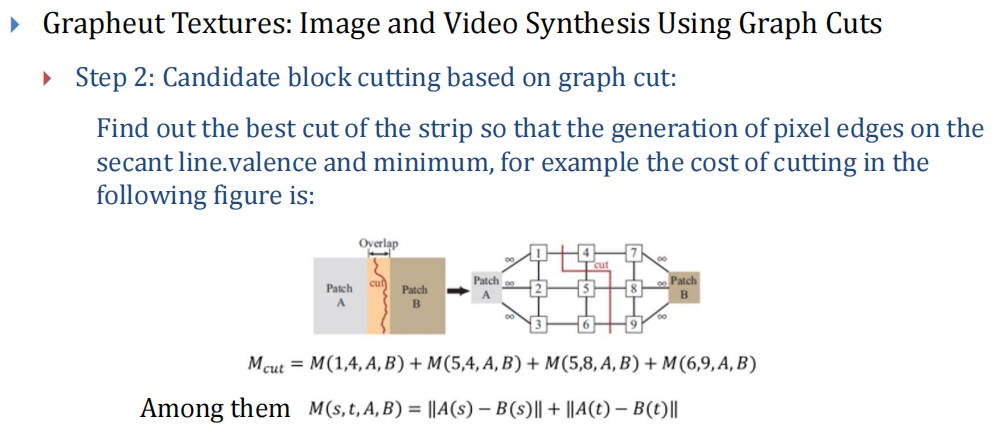 Grapheut Textures: Image and Video Synthesis Using Graph Cuts
Step 2: Candidate block cutting based on graph cut:
Find out the best cut of the strip so that the generation of pixel edges on the
secant line.valence and minimum, for example the cost of cutting in the
following figure is:
Overlap
cut
Patch A
Patch B
Patch A
∞ ∞ ∞
1 4 7
cut
2 5 8
3 6 9
∞ ∞ ∞
Patch B
M_cut = M(1,4,A,B) + M(5,4,A,B) + M(5,8,A,B) + M(6,9,A,B)
Among them M(s,t,A,B) = ‖A(s) − B(s)‖ + ‖A(t) − B(t)‖